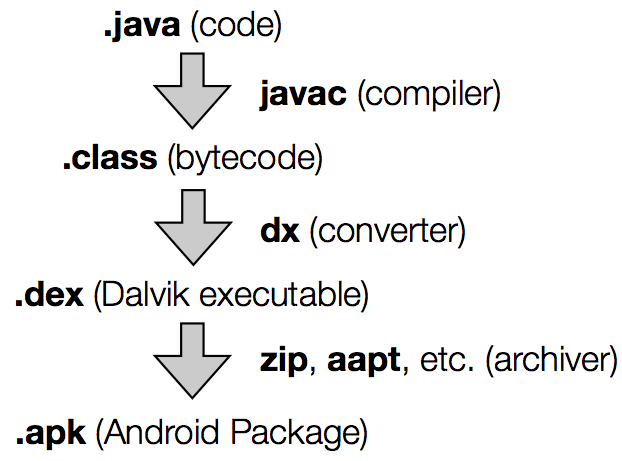 .java (code)
javac (compiler)
.class (bytecode)
dx (converter)
.dex (Dalvik executable)
zip, aapt, etc. (archiver)
.apk (Android Package)